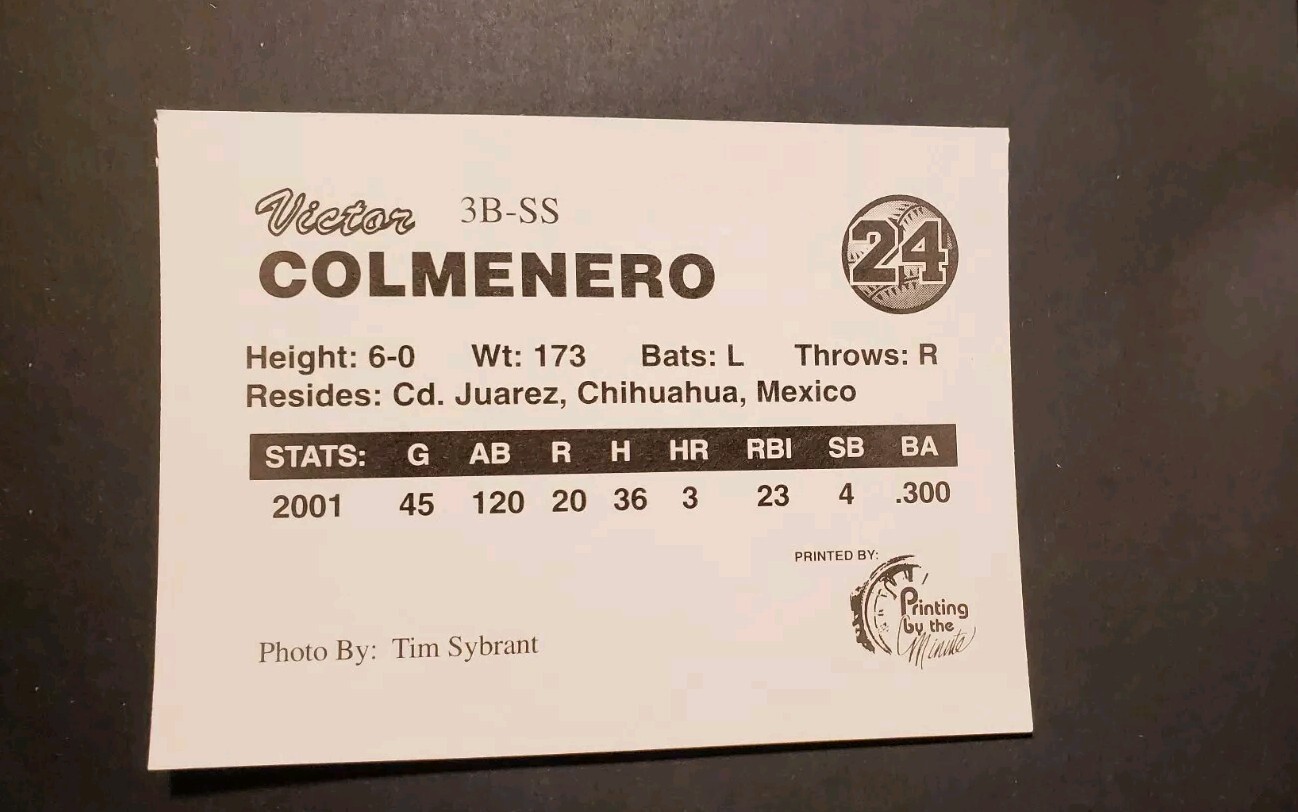 Victor 3B-SS
COLMENERO
24
Height: 6-0 Wt: 173 Bats: L Throws: R
Resides: Cd. Juarez, Chihuahua, Mexico
STATS: G AB R H HR RBI SB BA
2001 45 120 20 36 3 23 4 .300
PRINTED BY:
Printing
by the
Minute
Photo By: Tim Sybrant